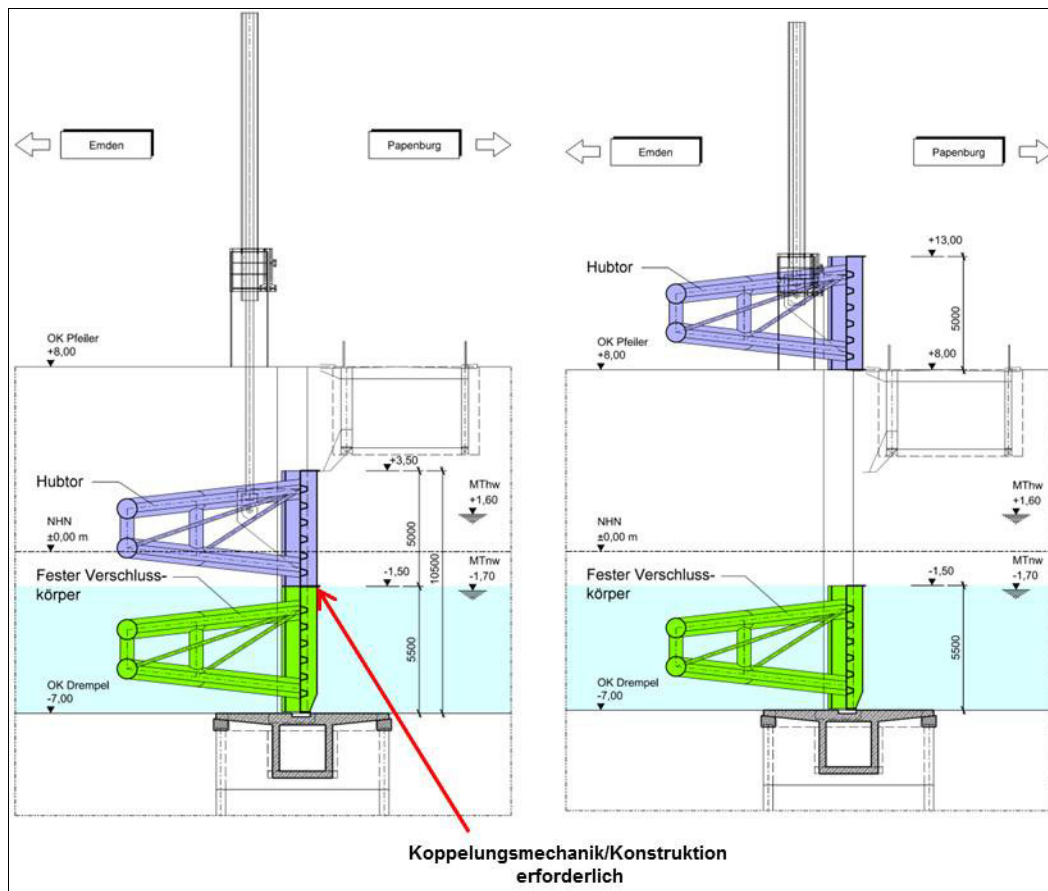 Emden
Papenburg
OK Pfeiler
+8,00
Hubtor
+3,50
MThw
+1,60
NHN
±0,00 m
5000
10500
Fester Verschluss-
körper
-1,50
MTnw
-1,70
5500
OK Drempel
-7,00
Emden
Papenburg
+13,00
Hubtor
5000
OK Pfeiler
+8,00
+8,00
MThw
+1,60
NHN
±0,00 m
Fester Verschluss-
körper
-1,50
MTnw
-1,70
5500
OK Drempel
-7,00
Koppelungsmechanik/Konstruktion
erforderlich